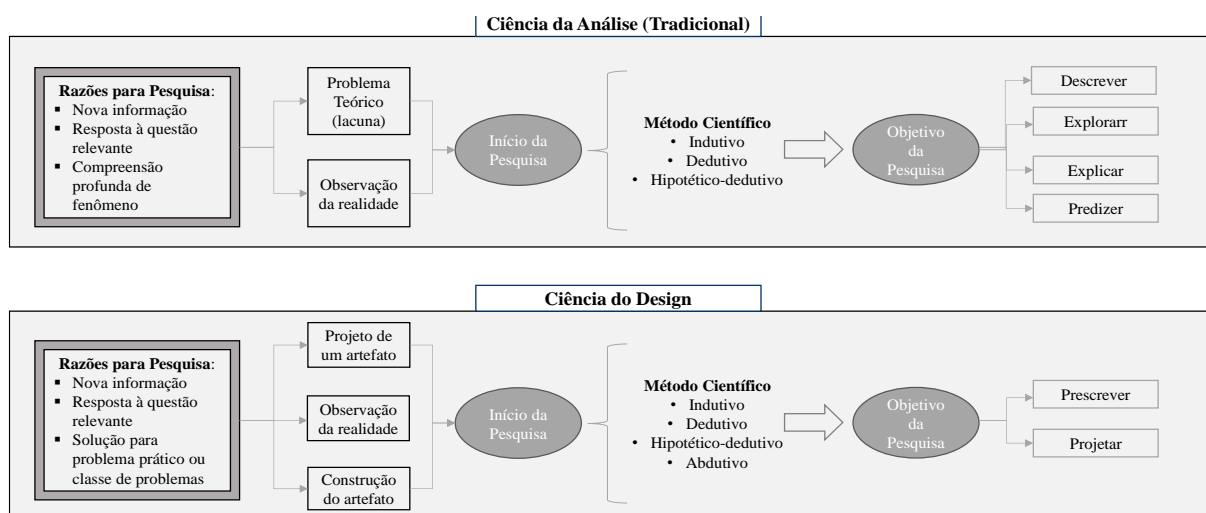 Ciência da Análise (Tradicional)
Razões para Pesquisa:
▪ Nova informação
▪ Resposta à questão
relevante
▪ Compreensão
profunda de
fenômeno
Problema
Teórico
(lacuna)
Observação
da realidade
Início da
Pesquisa
Método Científico
• Indutivo
• Dedutivo
• Hipotético-dedutivo
Objetivo
da
Pesquisa
Descrever
Explorarr
Explicar
Predizer
Ciência do Design
Razões para Pesquisa:
▪ Nova informação
▪ Resposta à questão
relevante
▪ Solução para
problema prático ou
classe de problemas
Projeto de
um artefato
Observação
da realidade
Construção
do artefato
Início da
Pesquisa
Método Científico
• Indutivo
• Dedutivo
• Hipotético-dedutivo
• Abdutivo
Objetivo
da
Pesquisa
Prescrever
Projetar